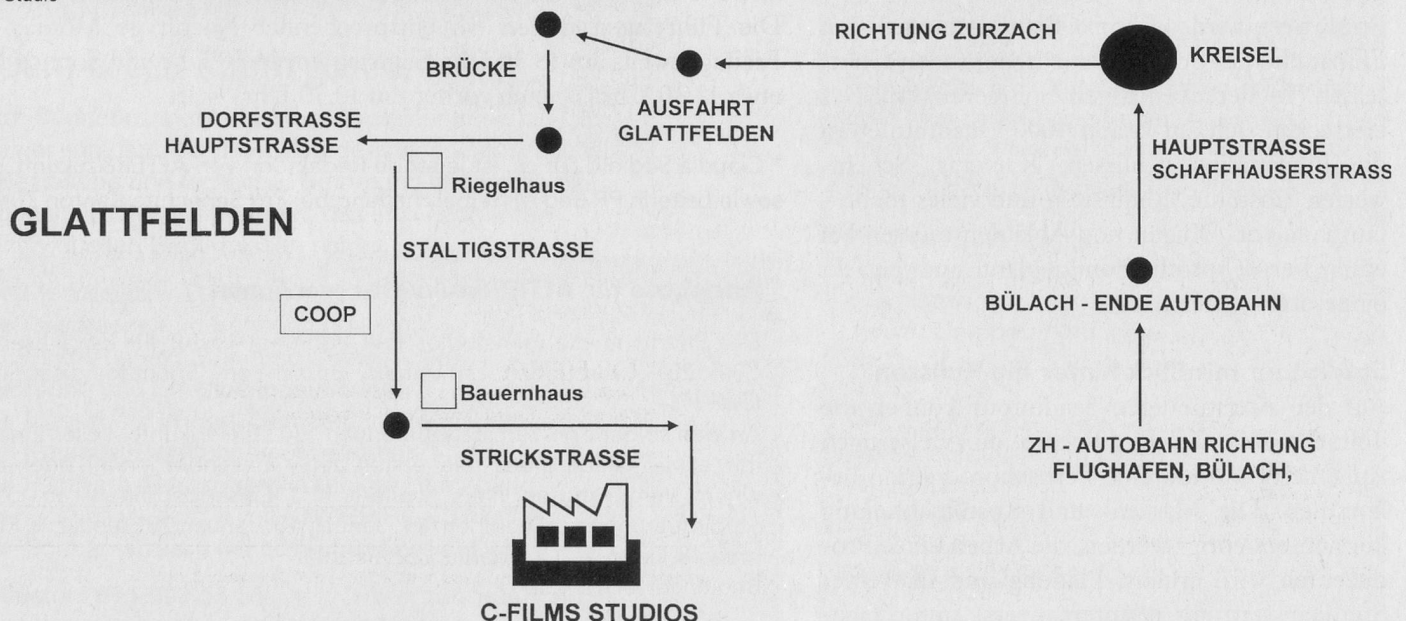 Studio
BRÜCKE
RICHTUNG ZURZACH
KREISEL
AUSFAHRT
GLATTFELDEN
DORFSTRASSE
HAUPTSTRASSE
HAUPTSTRASSE
SCHAFFHAUSERSTRASS
Riegelhaus
GLATTFELDEN
STALTIGSTRASSE
BÜLACH - ENDE AUTOBAHN
COOP
Bauernhaus
STRICKSTRASSE
ZH - AUTOBAHN RICHTUNG
FLUGHAFEN, BÜLACH,
C-FILMS STUDIOS